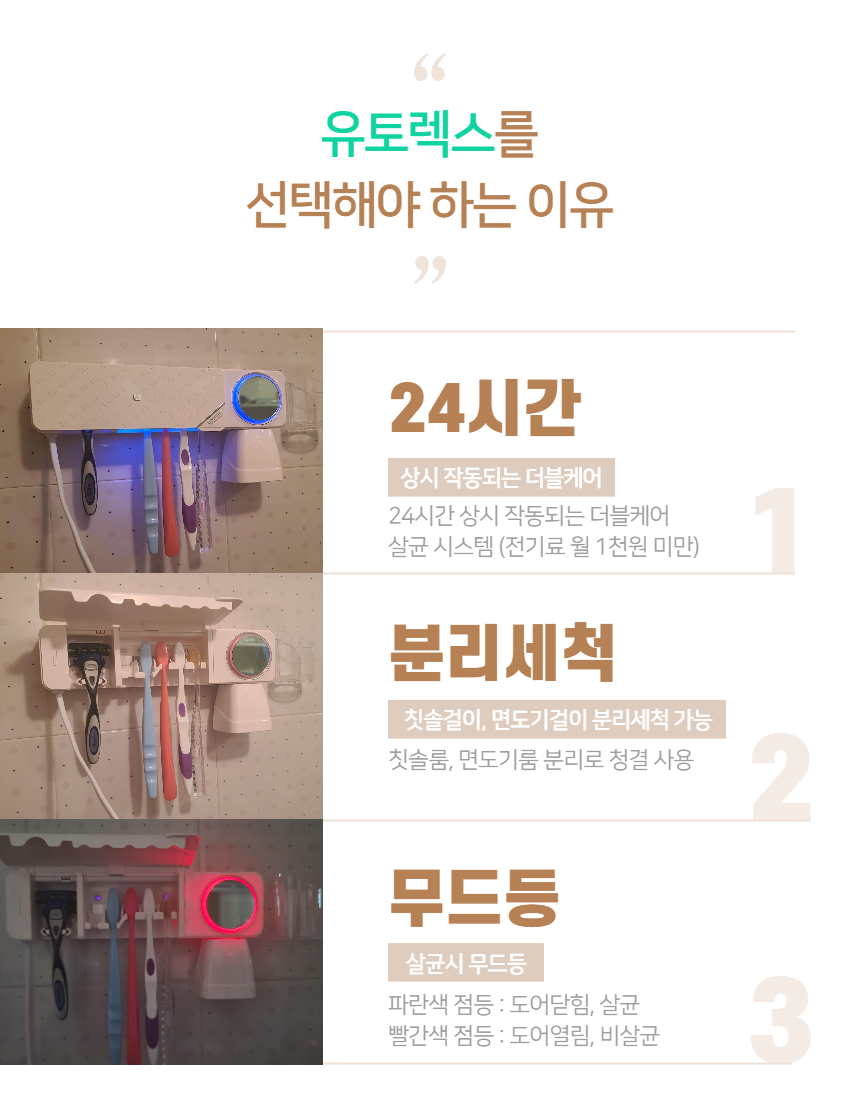 “
유토렉스를
선택해야 하는 이유
”
24시간
상시 작동되는 더블케어
24시간 상시 작동되는 더블케어
살균 시스템 (전기료 월 1천원 미만)
1
분리세척
칫솔걸이, 면도기걸이 분리세척 가능
칫솔룸, 면도기룸 분리로 청결 사용
2
무드등
살균시 무드등
파란색 점등 : 도어닫힘, 살균
빨간색 점등 : 도어열림, 비살균
3